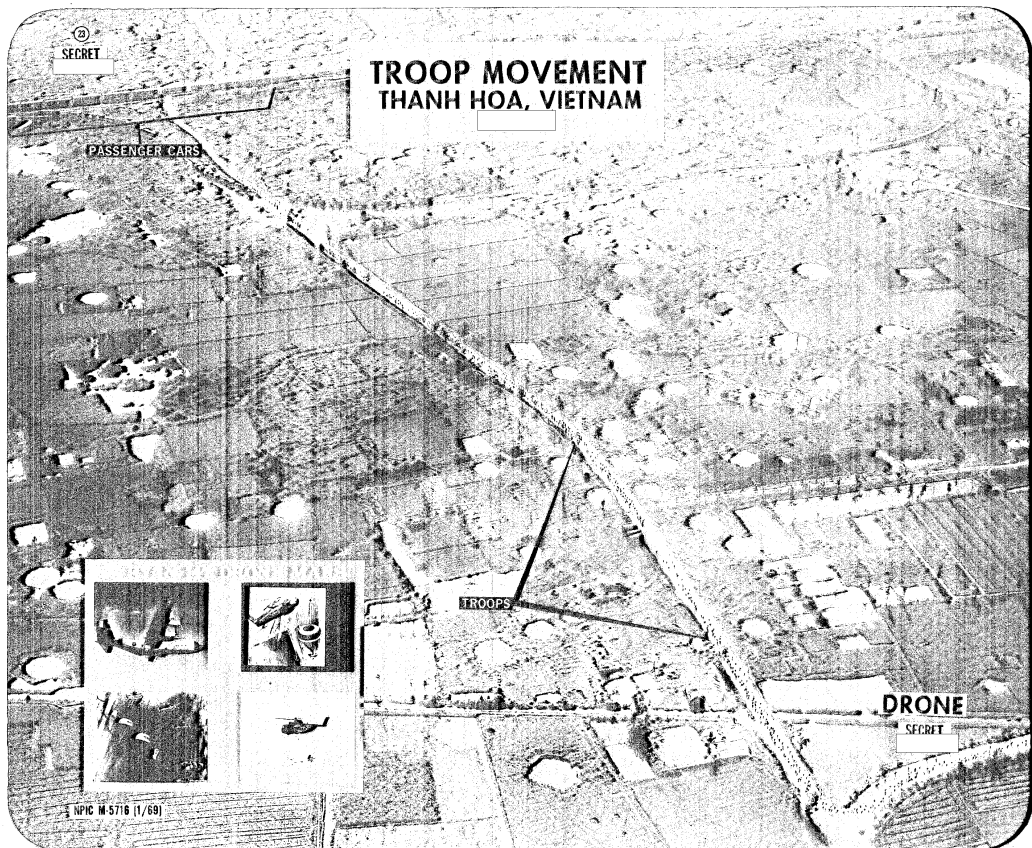 23
SECRET
TROOP MOVEMENT
THANH HOA, VIETNAM
PASSENGER CARS
TROOPS
DRONE
SECRET
NPIC M-5716 (1/69)